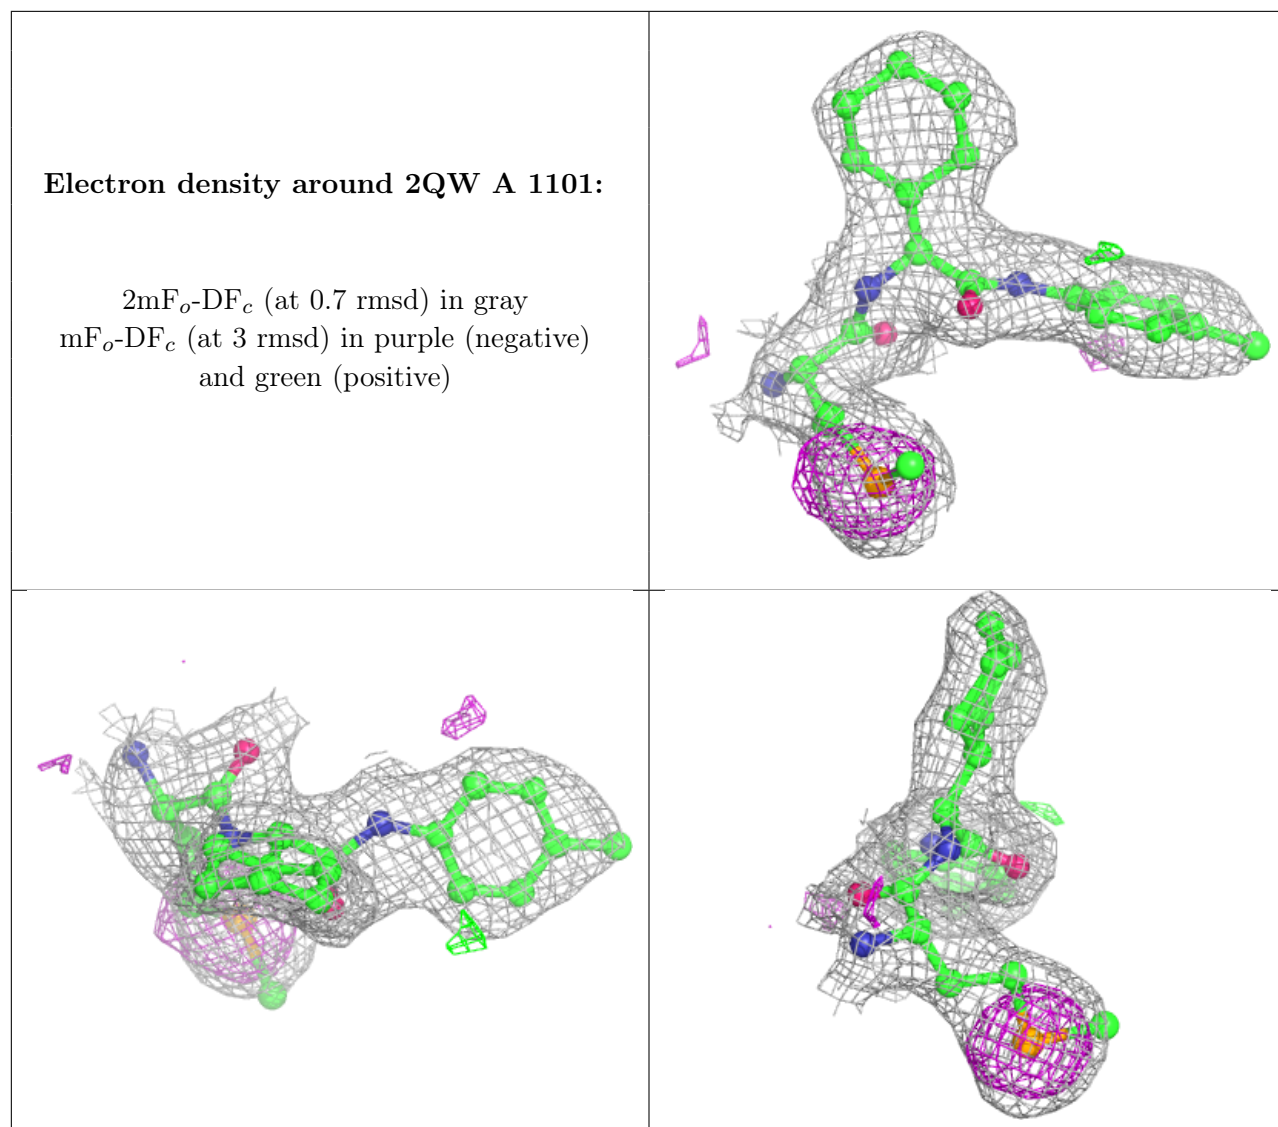 Electron density around 2QW A 1101:
2mFo-DFc (at 0.7 rmsd) in gray
mFo-DFc (at 3 rmsd) in purple (negative)
and green (positive)